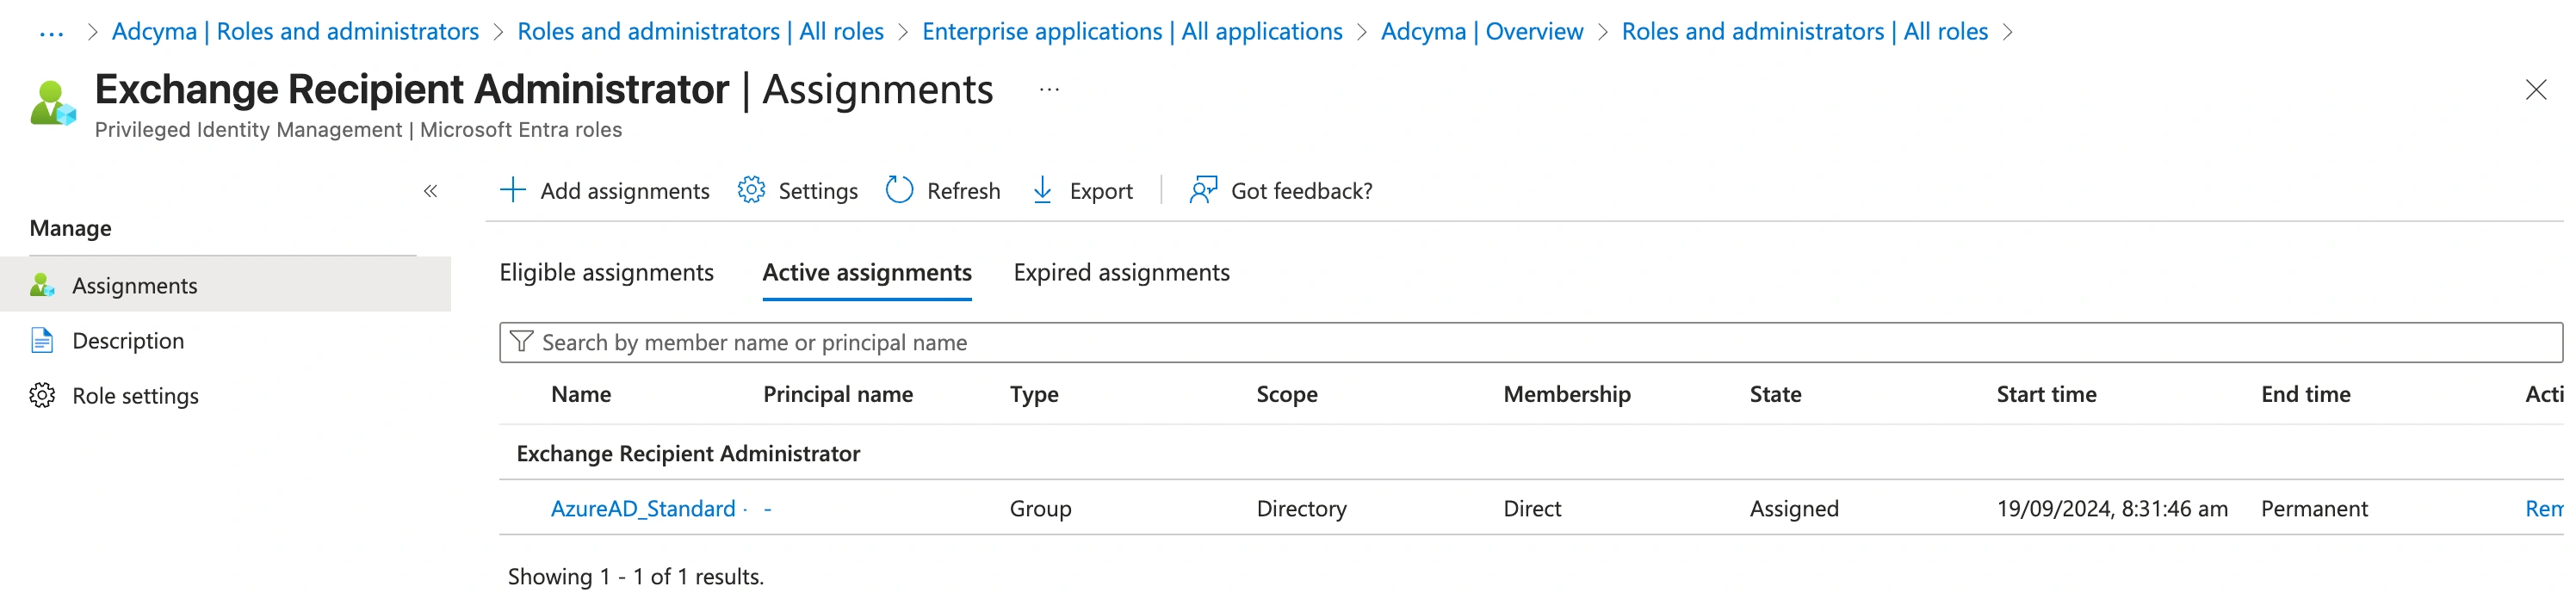 … > Adcyma | Roles and administrators > Roles and administrators | All roles > Enterprise applications | All applications > Adcyma | Overview > Roles and administrators | All roles >
Exchange Recipient Administrator | Assignments …
Privileged Identity Management | Microsoft Entra roles
«
Add assignments Settings Refresh Export Got feedback?
Manage
Assignments
Description
Role settings
Eligible assignments Active assignments Expired assignments
Search by member name or principal name
Name Principal name Type Scope Membership State Start time End time Acti
Exchange Recipient Administrator
AzureAD_Standard · - Group Directory Direct Assigned 19/09/2024, 8:31:46 am Permanent Rem
Showing 1 - 1 of 1 results.